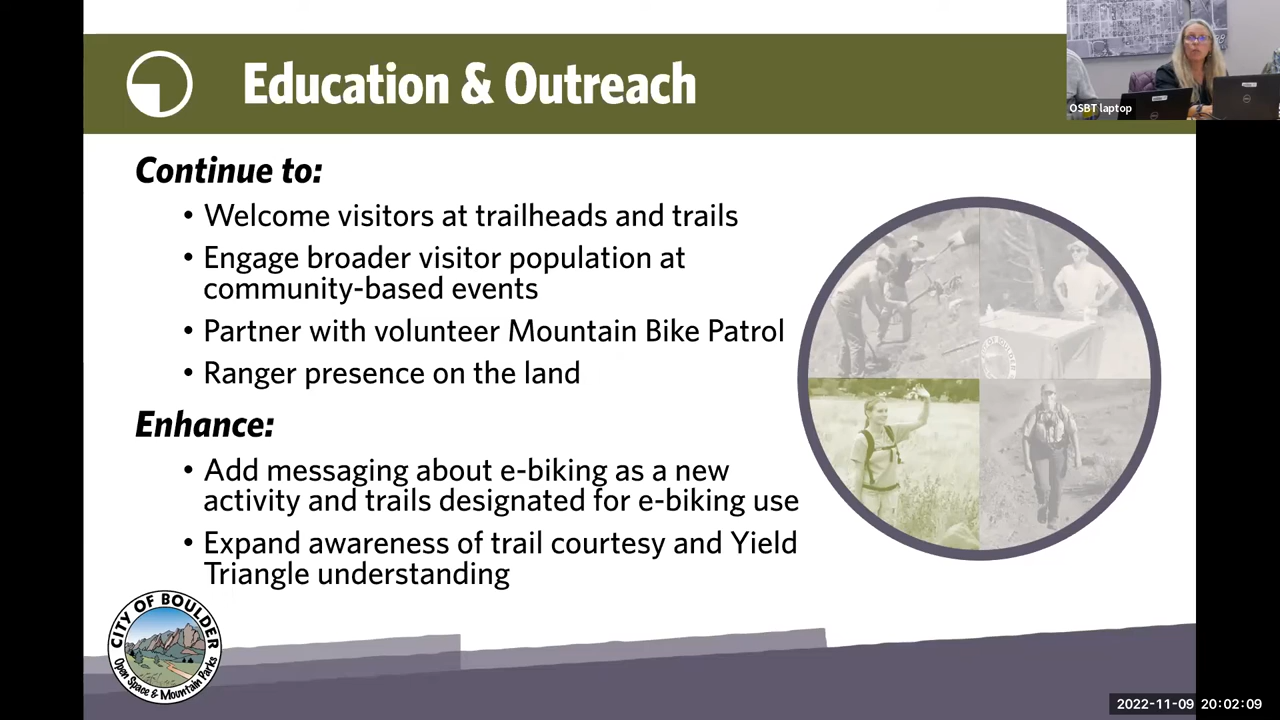 Education & Outreach
OSBT laptop
Continue to:
• Welcome visitors at trailheads and trails
• Engage broader visitor population at
community-based events
• Partner with volunteer Mountain Bike Patrol
• Ranger presence on the land
Enhance:
• Add messaging about e-biking as a new
activity and trails designated for e-biking use
• Expand awareness of trail courtesy and Yield
Triangle understanding
CITY OF BOULDER
Open Space & Mountain Parks
2022-11-09 20:02:09